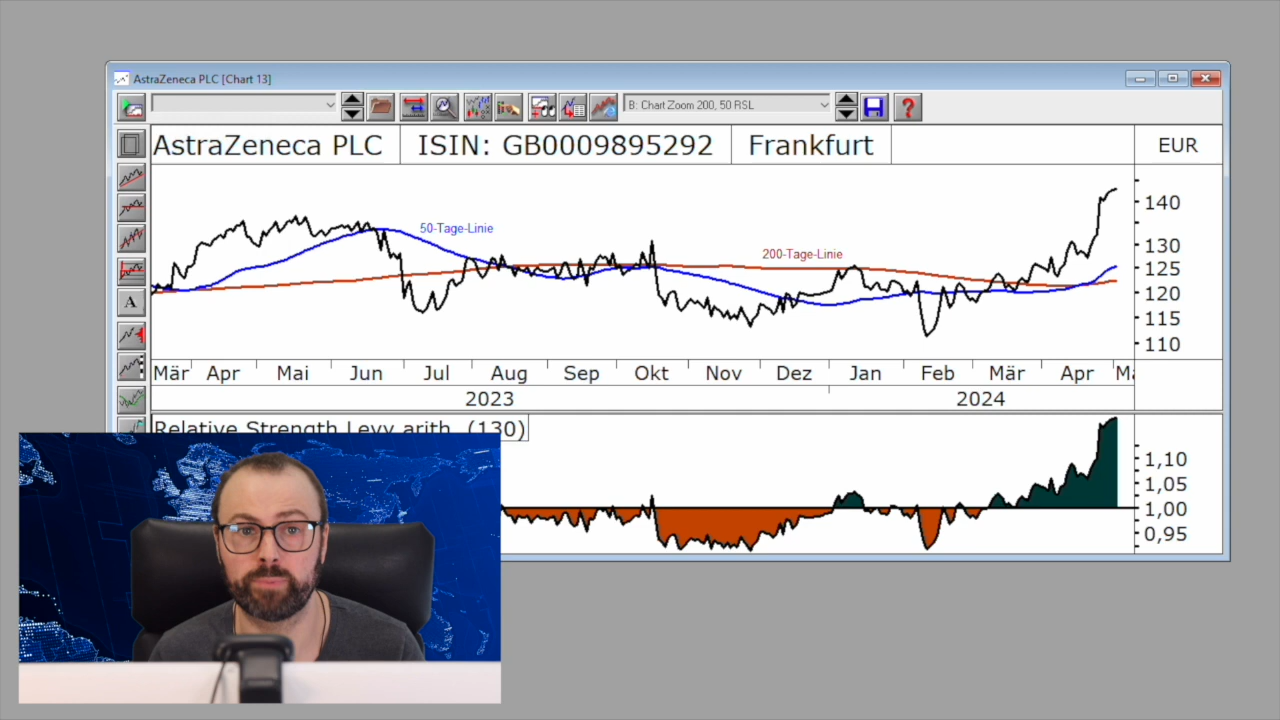 AstraZeneca PLC [Chart 13]
B: Chart Zoom 200, 50 RSL
?
AstraZeneca PLC ISIN: GB0009895292 Frankfurt EUR
140
50-Tage-Linie
130
200-Tage-Linie
125
120
A
115
110
Mär Apr Mai Jun Jul Aug Sep Okt Nov Dez Jan Feb Mär Apr
2023 2024
Relative Strength Levy arith. (130)
1,10
1,05
1,00
0,95